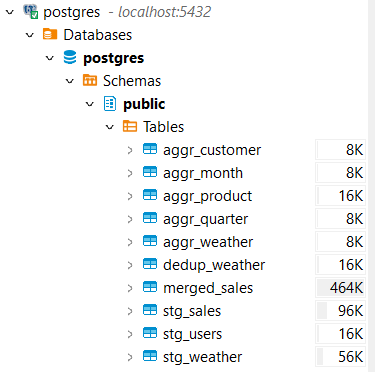 postgres - localhost:5432
Databases
postgres
Schemas
public
Tables
aggr_customer 8K
aggr_month 8K
aggr_product 16K
aggr_quarter 8K
aggr_weather 8K
dedup_weather 16K
merged_sales 464K
stg_sales 96K
stg_users 16K
stg_weather 56K